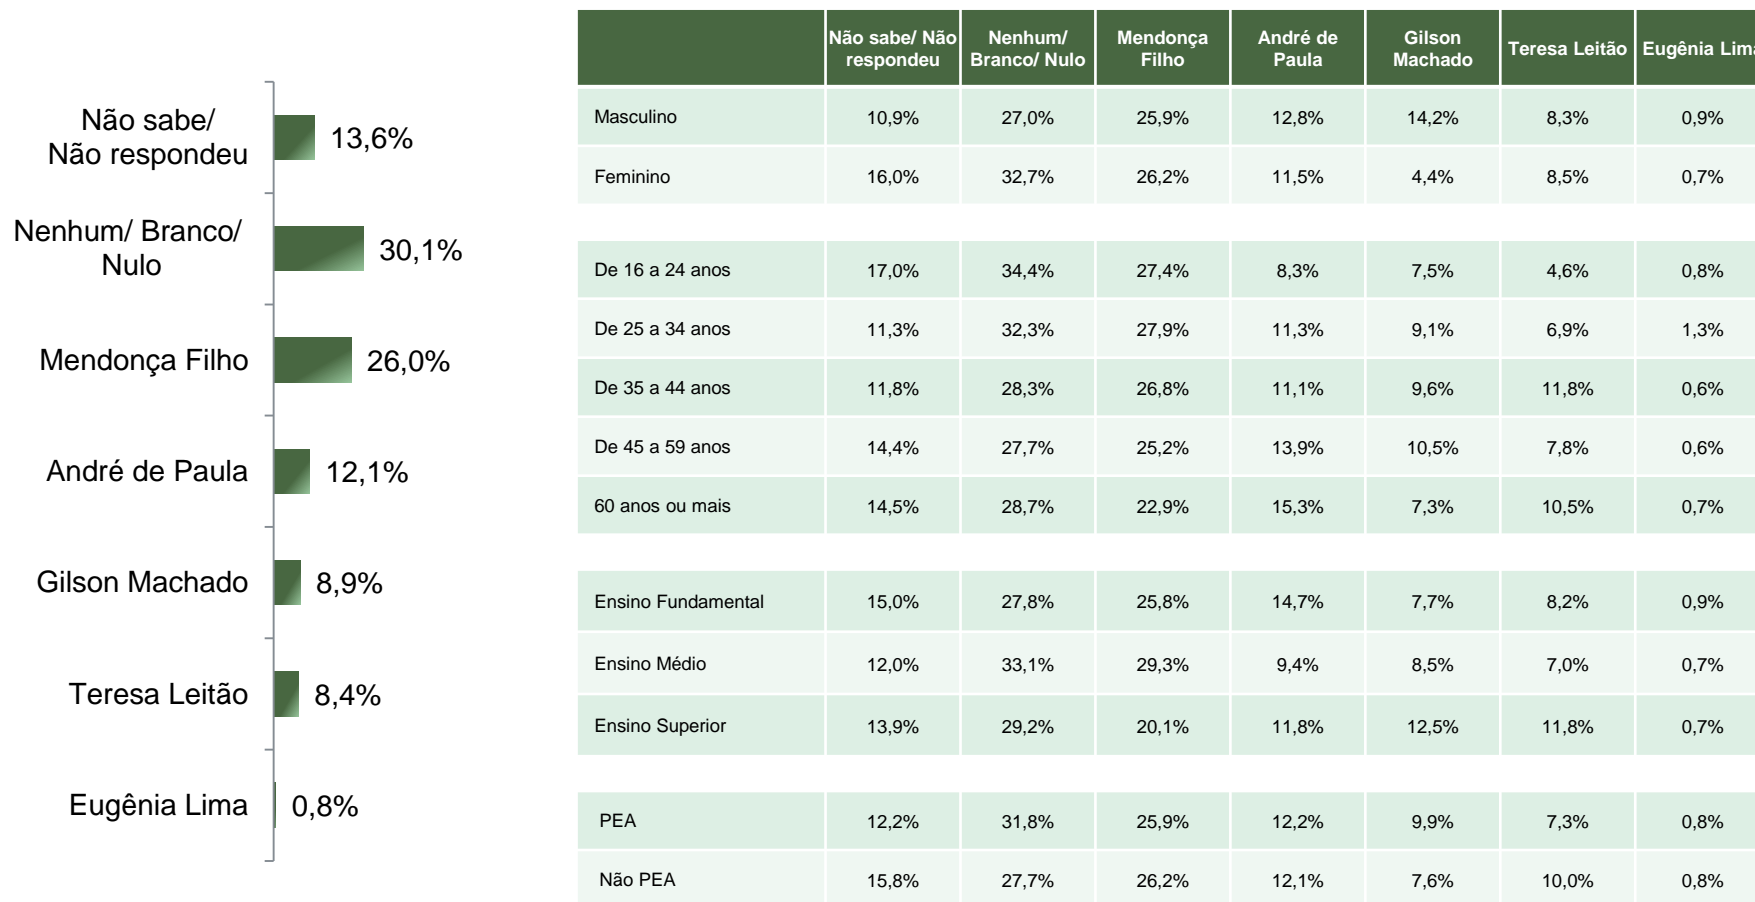 Não sabe/
Não respondeu
13,6%
Nenhum/ Branco/
Nulo
30,1%
Mendonça Filho
26,0%
André de Paula
12,1%
Gilson Machado
8,9%
Teresa Leitão
8,4%
Eugênia Lima
0,8%
Não sabe/ Não respondeu Nenhum/ Branco/ Nulo Mendonça Filho André de Paula Gilson Machado Teresa Leitão Eugênia Lima
Masculino 10,9% 27,0% 25,9% 12,8% 14,2% 8,3% 0,9%
Feminino 16,0% 32,7% 26,2% 11,5% 4,4% 8,5% 0,7%
De 16 a 24 anos 17,0% 34,4% 27,4% 8,3% 7,5% 4,6% 0,8%
De 25 a 34 anos 11,3% 32,3% 27,9% 11,3% 9,1% 6,9% 1,3%
De 35 a 44 anos 11,8% 28,3% 26,8% 11,1% 9,6% 11,8% 0,6%
De 45 a 59 anos 14,4% 27,7% 25,2% 13,9% 10,5% 7,8% 0,6%
60 anos ou mais 14,5% 28,7% 22,9% 15,3% 7,3% 10,5% 0,7%
Ensino Fundamental 15,0% 27,8% 25,8% 14,7% 7,7% 8,2% 0,9%
Ensino Médio 12,0% 33,1% 29,3% 9,4% 8,5% 7,0% 0,7%
Ensino Superior 13,9% 29,2% 20,1% 11,8% 12,5% 11,8% 0,7%
PEA 12,2% 31,8% 25,9% 12,2% 9,9% 7,3% 0,8%
Não PEA 15,8% 27,7% 26,2% 12,1% 7,6% 10,0% 0,8%